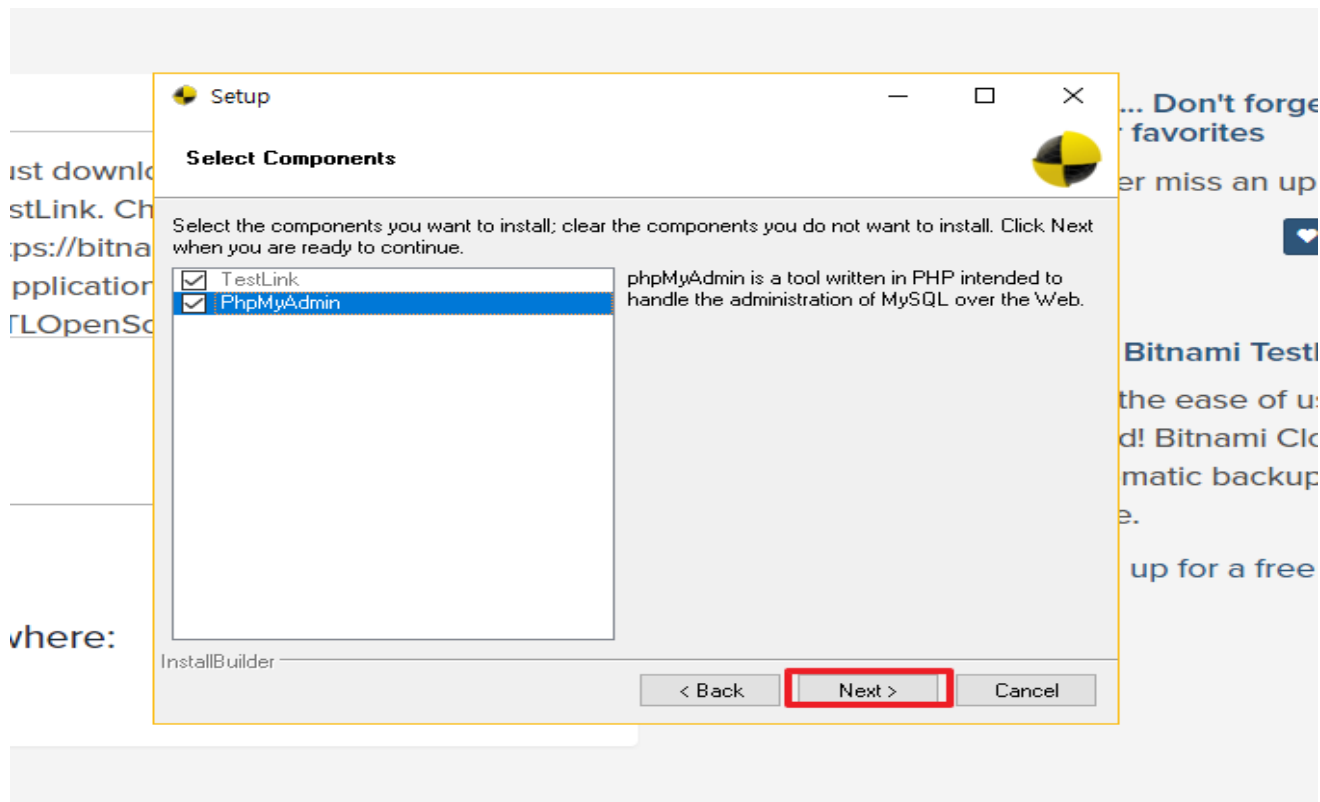 Setup
Select Components
Select the components you want to install; clear the components you do not want to install. Click Next
when you are ready to continue.
TestLink
PhpMyAdmin
phpMyAdmin is a tool written in PHP intended to
handle the administration of MySQL over the Web.
InstallBuilder
< Back
Next >
Cancel
ust downlo
stLink. Ch
tps://bitna
pplication
TLOpenSo
where:
... Don't forge
r favorites
er miss an up
Bitnami Testl
the ease of us
d! Bitnami Clo
matic backup
e.
up for a free